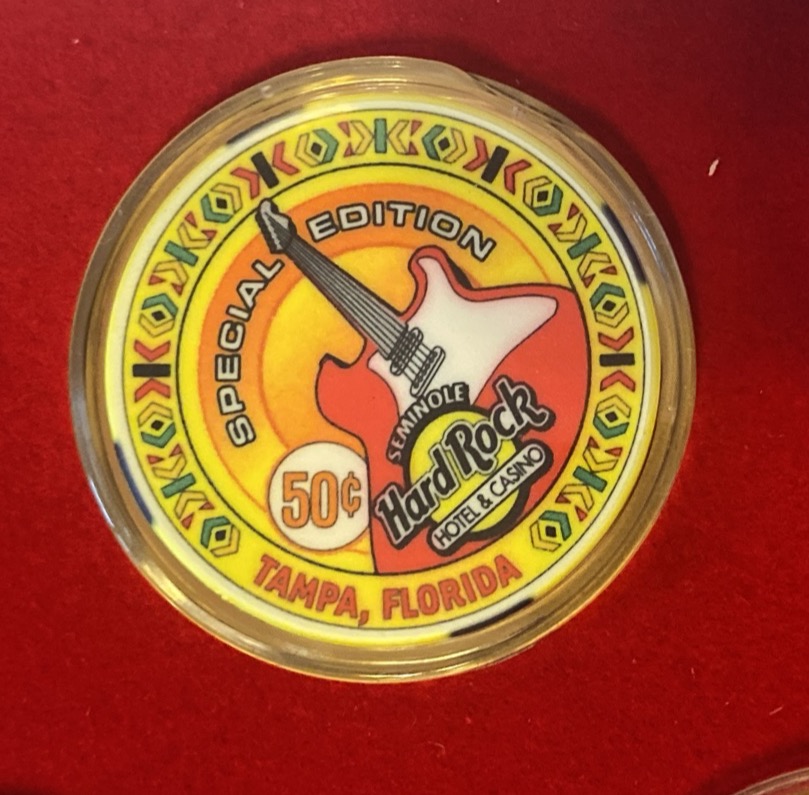 SPECIAL EDITION
SEMINOLE
Hard Rock
HOTEL & CASINO
50¢
TAMPA, FLORIDA